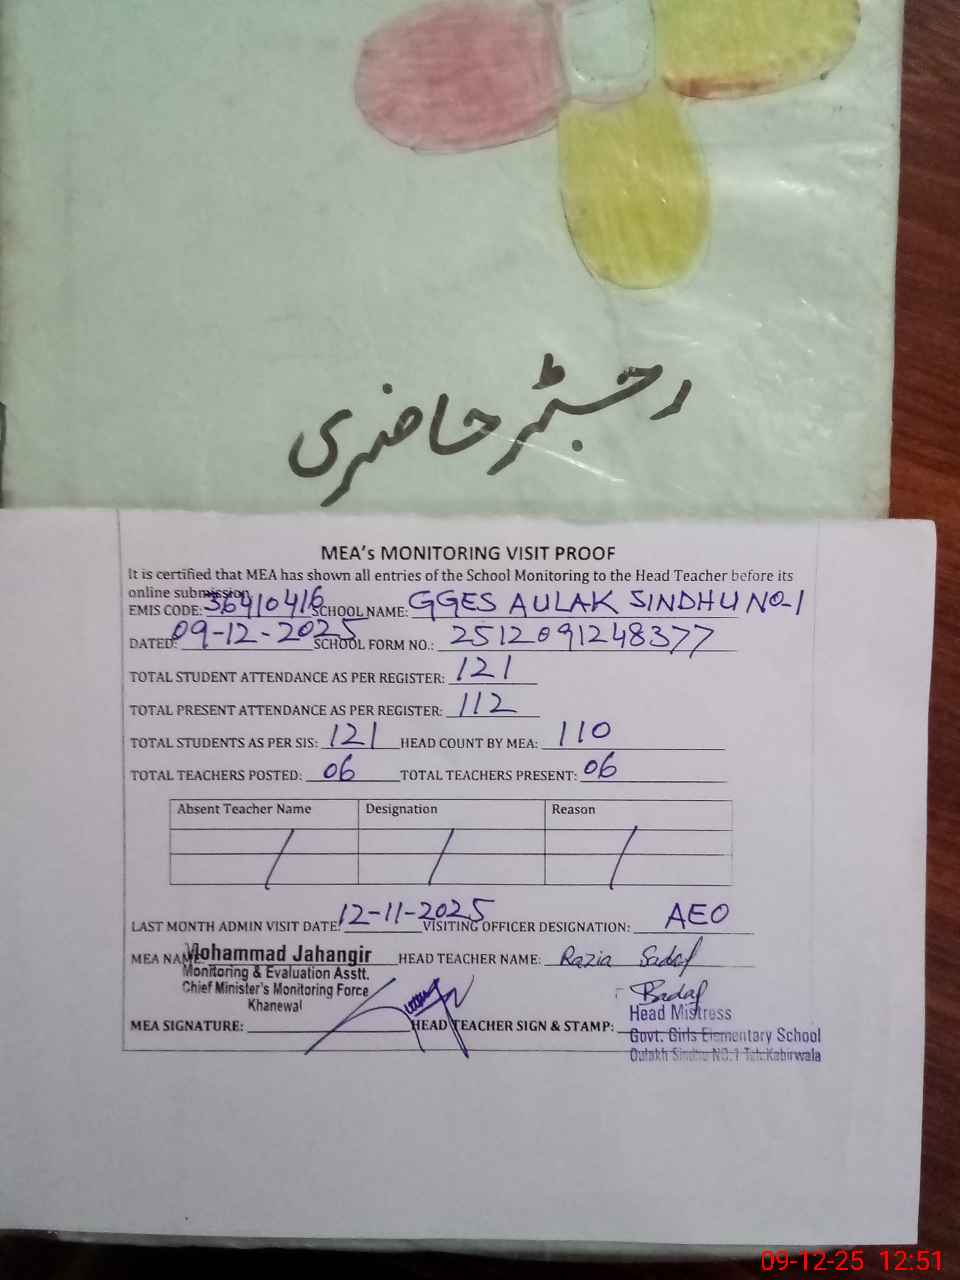 رجسٹر حاضری
MEA's MONITORING VISIT PROOF
It is certified that MEA has shown all entries of the School Monitoring to the Head Teacher before its
online submission
EMIS CODE: 36410416 SCHOOL NAME: GGES AULAK SINDHU NO-1
DATED: 09-12-2025 SCHOOL FORM NO.: 2512091248377
TOTAL STUDENT ATTENDANCE AS PER REGISTER: 121
TOTAL PRESENT ATTENDANCE AS PER REGISTER: 112
TOTAL STUDENTS AS PER SIS: 121 HEAD COUNT BY MEA: 110
TOTAL TEACHERS POSTED: 06 TOTAL TEACHERS PRESENT: 06
Absent Teacher Name Designation Reason
LAST MONTH ADMIN VISIT DATE: 12-11-2025 VISITING OFFICER DESIGNATION: AEO
MEA NAME Mohammad Jahangir HEAD TEACHER NAME: Razia Sadaf
Monitoring & Evaluation Asstt.
Chief Minister's Monitoring Force
Khanewal
MEA SIGNATURE: HEAD TEACHER SIGN & STAMP:
Head Mistress
Govt. Girls Elementary School
Oulakh Sindhu NO.1 Teh.Kabirwala
09-12-25 12:51